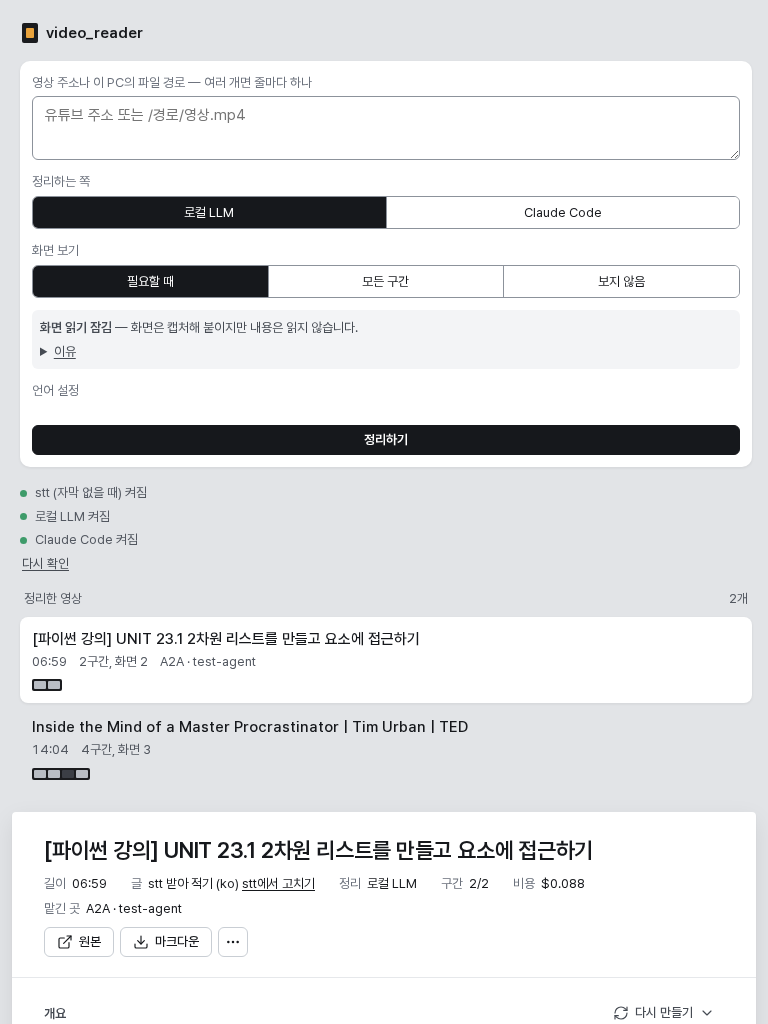 video_reader
영상 주소나 이 PC의 파일 경로 — 여러 개면 줄마다 하나
유튜브 주소 또는 /경로/영상.mp4
정리하는 쪽
로컬 LLM
Claude Code
화면 보기
필요할 때
모든 구간
보지 않음
화면 읽기 잠김 — 화면은 캡처해 붙이지만 내용은 읽지 않습니다.
이유
언어 설정
정리하기
stt (자막 없을 때) 켜짐
로컬 LLM 켜짐
Claude Code 켜짐
다시 확인
정리한 영상 2개
[파이썬 강의] UNIT 23.1 2차원 리스트를 만들고 요소에 접근하기
06:59 2구간, 화면 2 A2A · test-agent
Inside the Mind of a Master Procrastinator | Tim Urban | TED
14:04 4구간, 화면 3
[파이썬 강의] UNIT 23.1 2차원 리스트를 만들고 요소에 접근하기
길이 06:59 글 stt 받아 적기 (ko) stt에서 고치기 정리 로컬 LLM 구간 2/2 비용 $0.088
맡긴 곳 A2A · test-agent
원본
마크다운
개요
다시 만들기